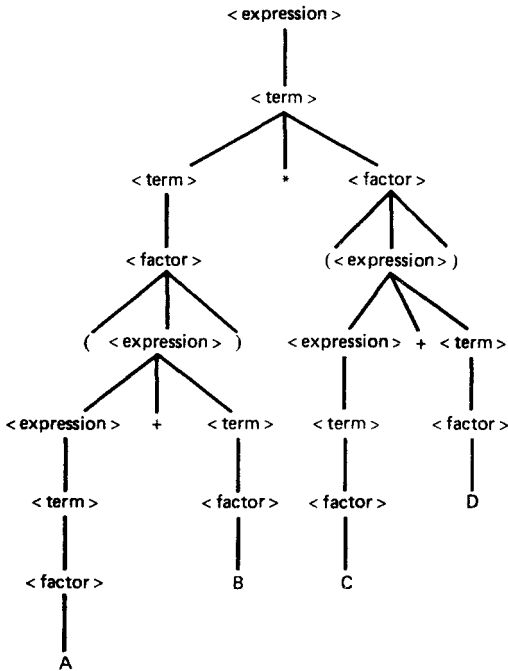 < expression >
< term >
< term > * < factor >
< factor > ( < expression > )
( < expression > ) < expression > + < term >
< expression > + < term > < term > < factor >
< term > < factor > < factor > D
< factor > B C
A